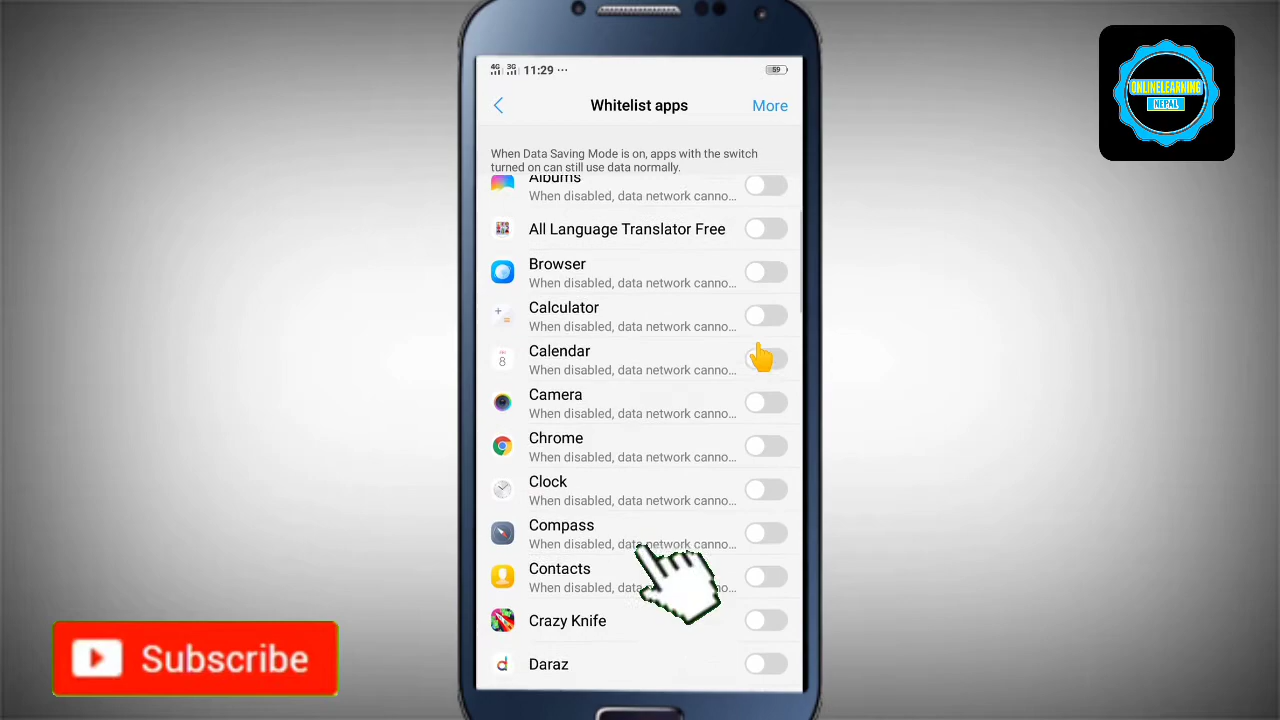 4G 3G 11:29 ... 59
Whitelist apps
More
When Data Saving Mode is on, apps with the switch
turned on can still use data normally.
Albums
When disabled, data network canno...
All Language Translator Free
Browser
When disabled, data network canno...
Calculator
When disabled, data network canno...
Calendar
8
When disabled, data network canno...
Camera
When disabled, data network canno...
Chrome
When disabled, data network canno...
Clock
When disabled, data network canno...
Compass
When disabled, data network canno...
Contacts
When disabled, data no...
Crazy Knife
Daraz
ONLINELEARNING
NEPAL
Subscribe